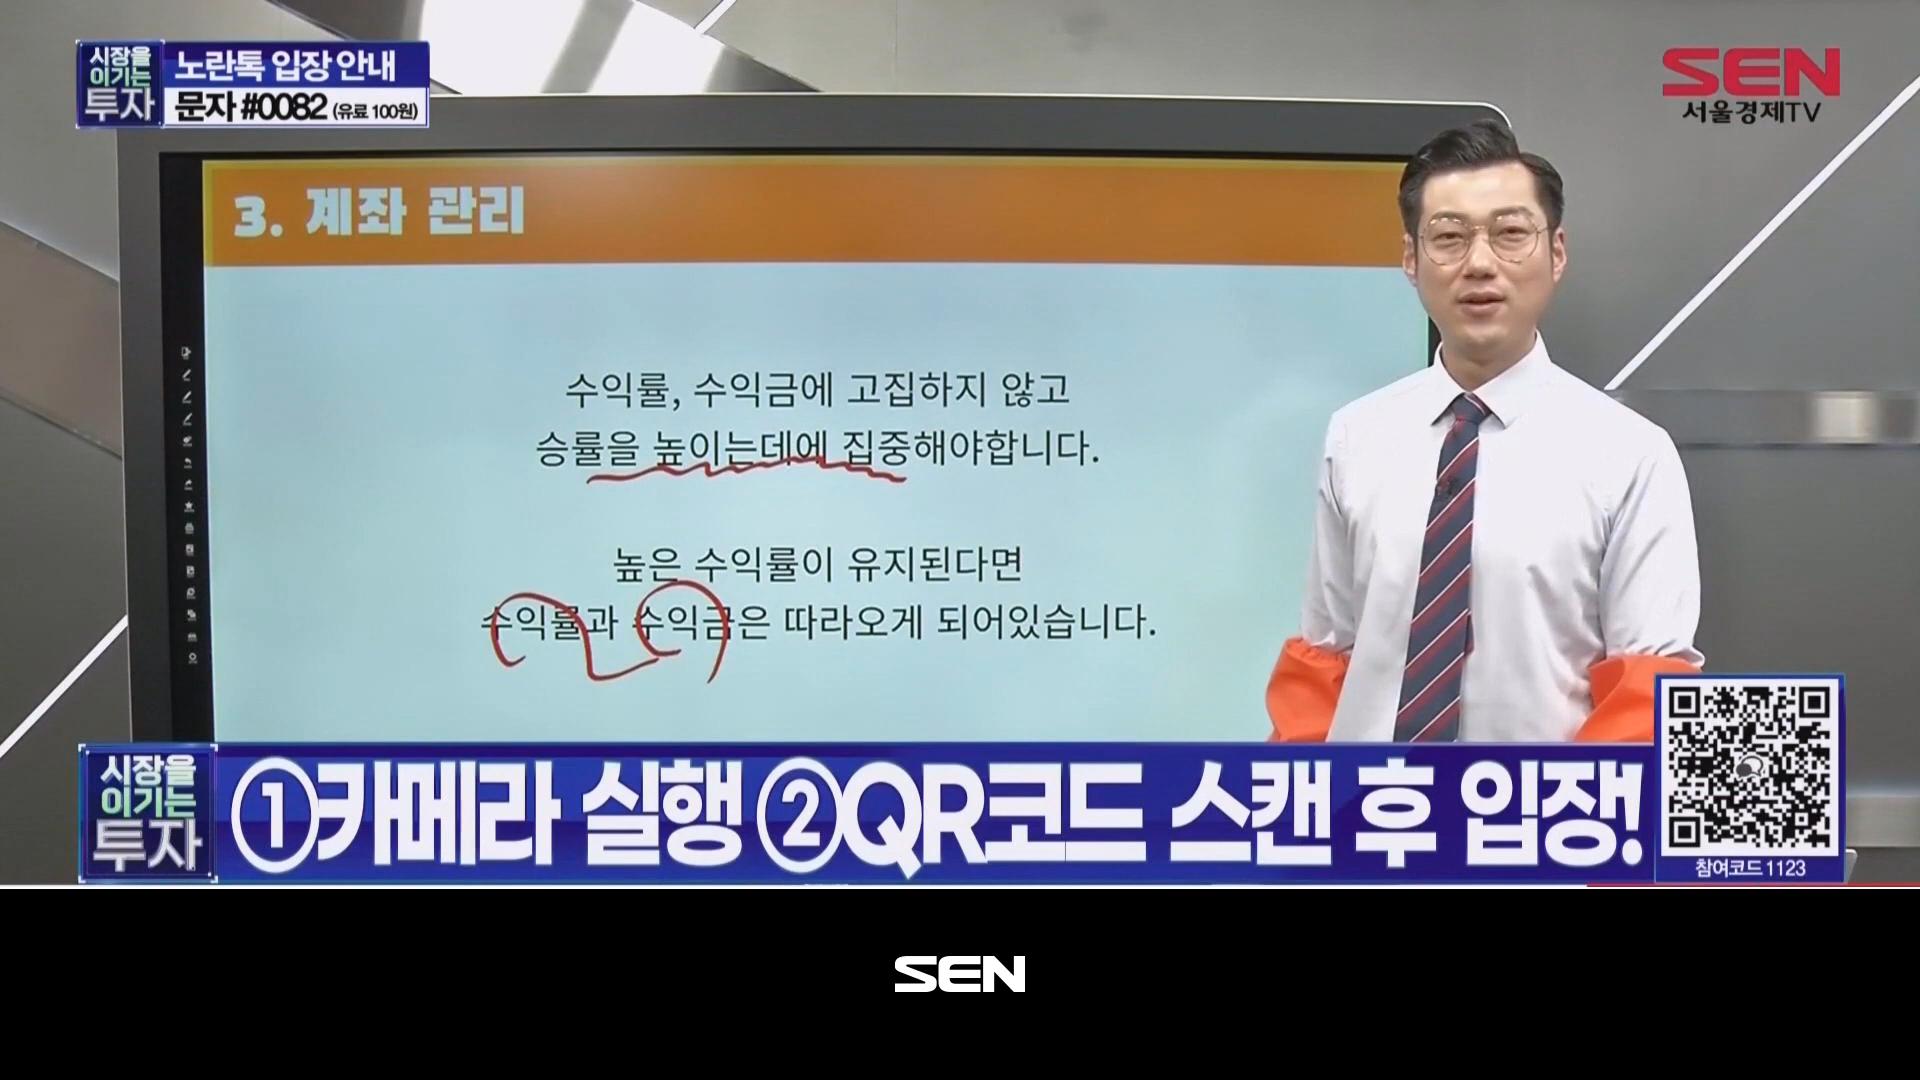 시장을
이기는
투자
노란톡 입장 안내
문자 #0082 (유료 100원)
SEN
서울경제TV
3. 계좌 관리
수익률, 수익금에 고집하지 않고
승률을 높이는데에 집중해야합니다.
높은 수익률이 유지된다면
수익률과 수익금은 따라오게 되어있습니다.
시장을
이기는
투자
①카메라 실행 ②QR코드 스캔 후 입장!
참여코드 1123
SEN